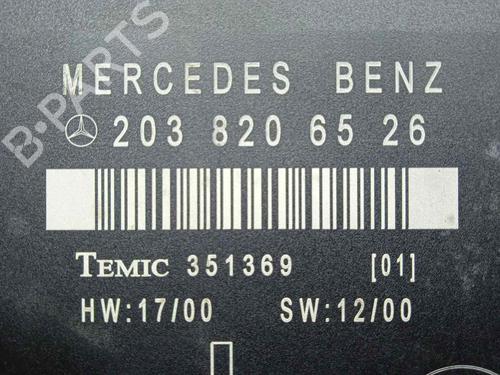 B-PARTS
MERCEDES BENZ
203 820 65 26
TEMIC 351369 [01]
HW:17/00 SW:12/00